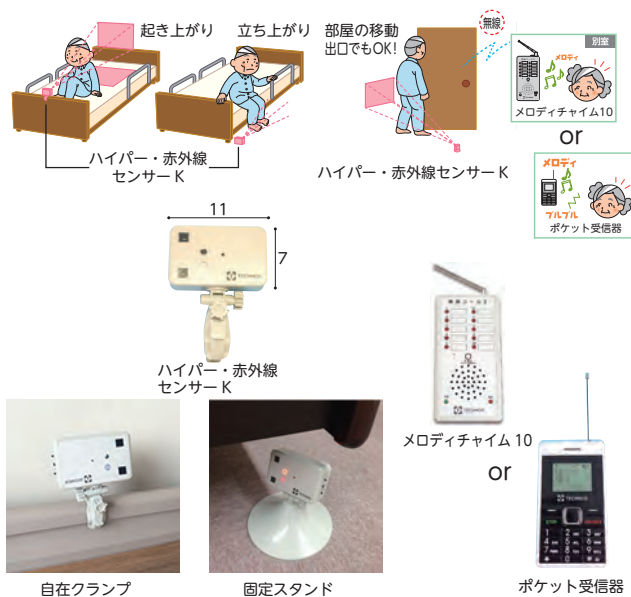 起き上がり
立ち上がり
部屋の移動
出口でもOK!
無線
別室
メロディ
メロディチャイム10
or
メロディ
ブルブル
ポケット受信器
ハイパー・赤外線
センサーK
ハイパー・赤外線センサーK
11
7
TECHNOS
ハイパー・赤外線
センサーK
TECHNOS
メロディチャイム 10
or
TECHNOS
自在クランプ
固定スタンド
ポケット受信器